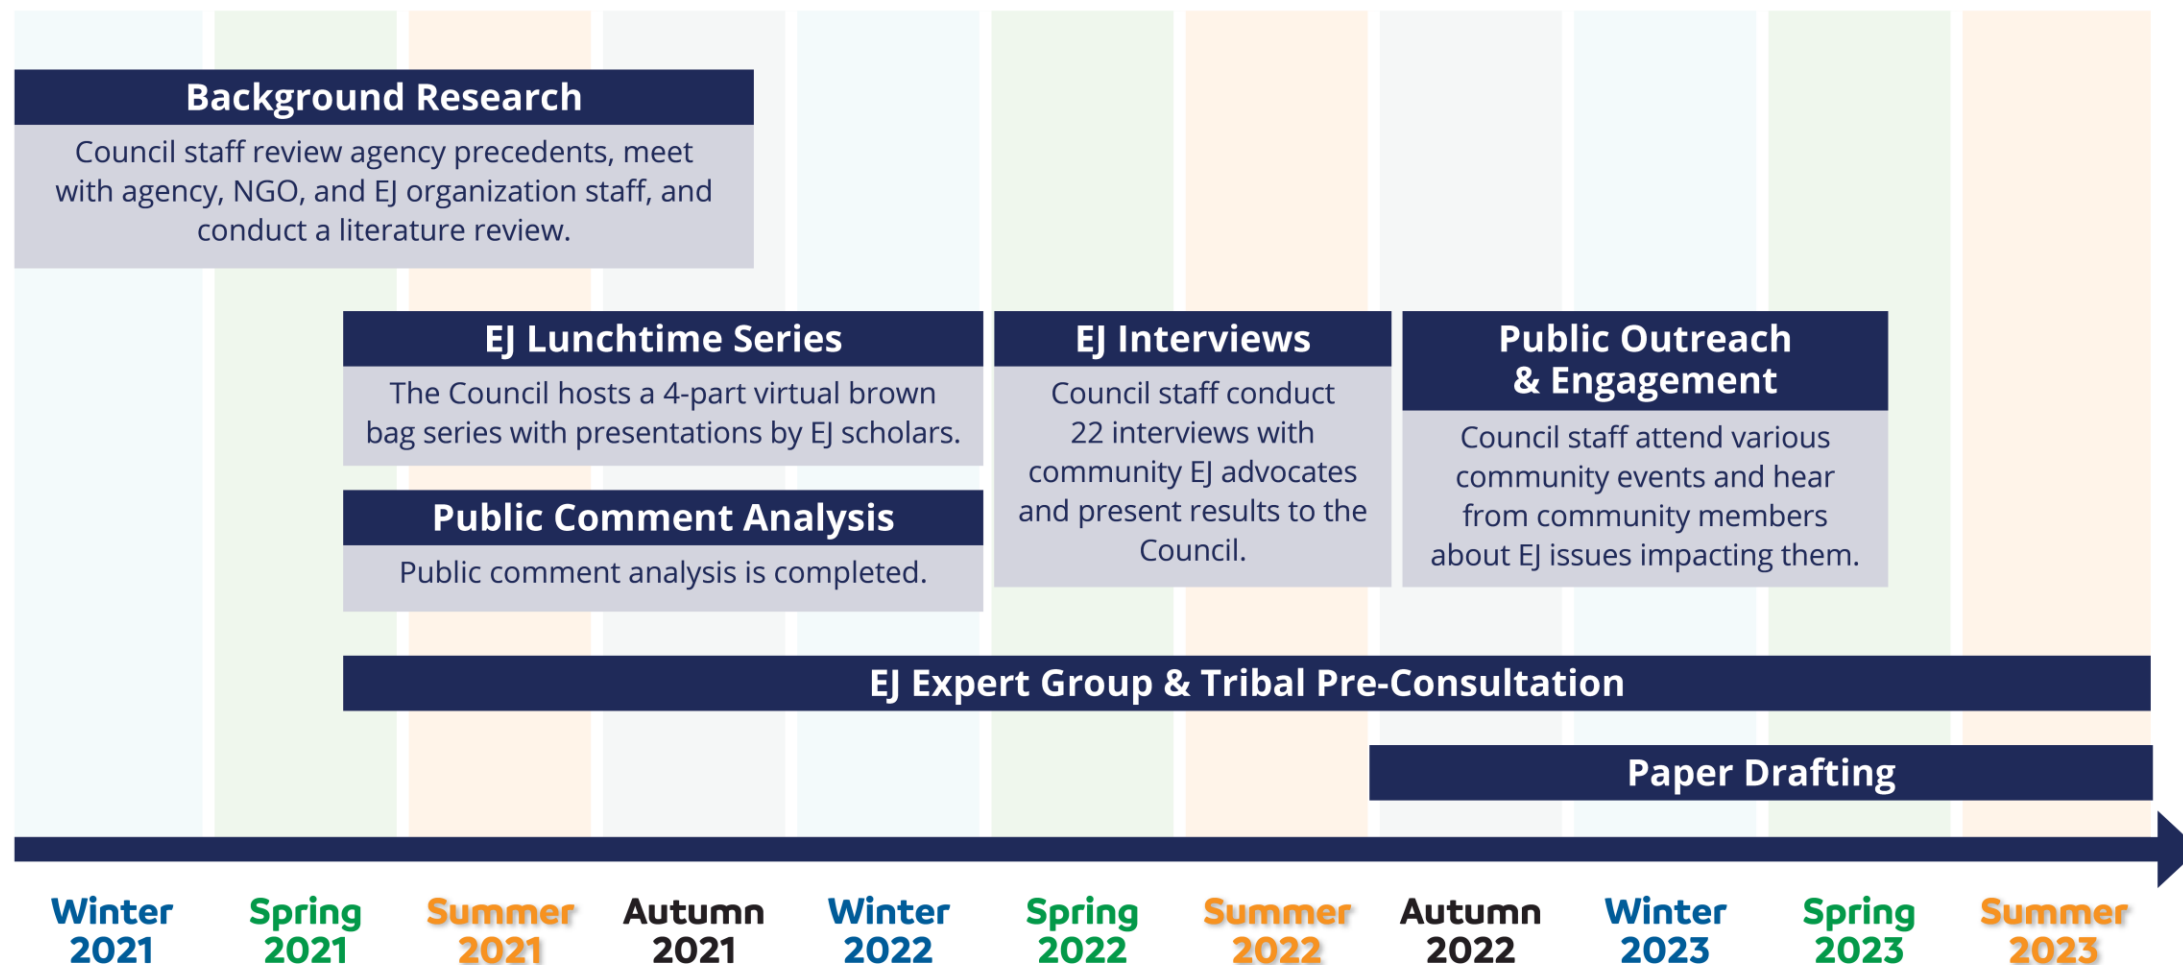 Background Research
Council staff review agency precedents, meet
with agency, NGO, and EJ organization staff, and
conduct a literature review.
EJ Lunchtime Series
The Council hosts a 4-part virtual brown
bag series with presentations by EJ scholars.
Public Comment Analysis
Public comment analysis is completed.
EJ Interviews
Council staff conduct
22 interviews with
community EJ advocates
and present results to the
Council.
Public Outreach
& Engagement
Council staff attend various
community events and hear
from community members
about EJ issues impacting them.
EJ Expert Group & Tribal Pre-Consultation
Paper Drafting
Winter
2021
Spring
2021
Summer
2021
Autumn
2021
Winter
2022
Spring
2022
Summer
2022
Autumn
2022
Winter
2023
Spring
2023
Summer
2023